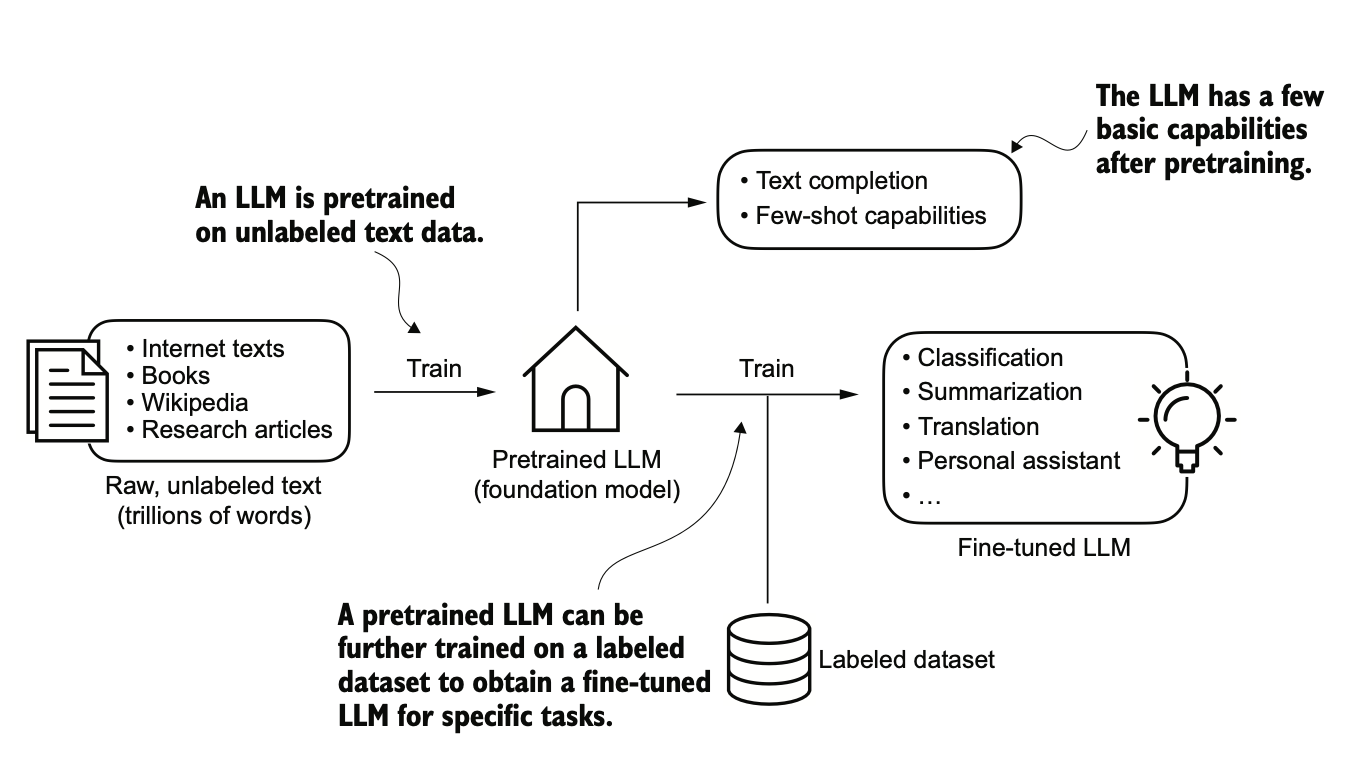 The LLM has a few
basic capabilities
after pretraining.
• Text completion
• Few-shot capabilities
An LLM is pretrained
on unlabeled text data.
• Internet texts
• Books
• Wikipedia
• Research articles
Raw, unlabeled text
(trillions of words)
Train
Pretrained LLM
(foundation model)
Train
• Classification
• Summarization
• Translation
• Personal assistant
• ...
Fine-tuned LLM
A pretrained LLM can be
further trained on a labeled
dataset to obtain a fine-tuned
LLM for specific tasks.
Labeled dataset